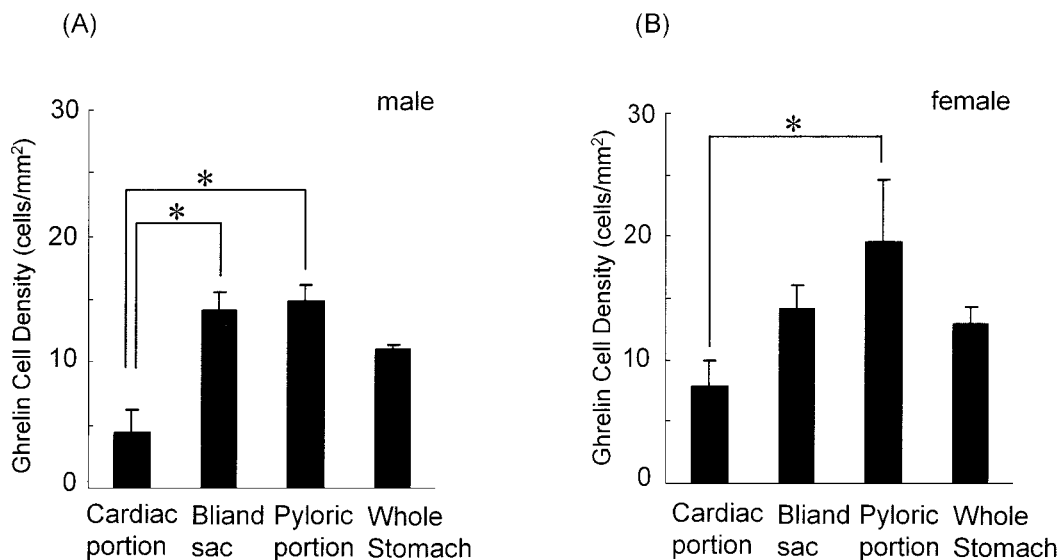 (A)
male
Ghrelin Cell Density (cells/mm²)
30
20
10
0
*
*
Cardiac portion
Bliand sac
Pyloric portion
Whole Stomach
(B)
female
Ghrelin Cell Density (cells/mm²)
30
20
10
0
*
Cardiac portion
Bliand sac
Pyloric portion
Whole Stomach